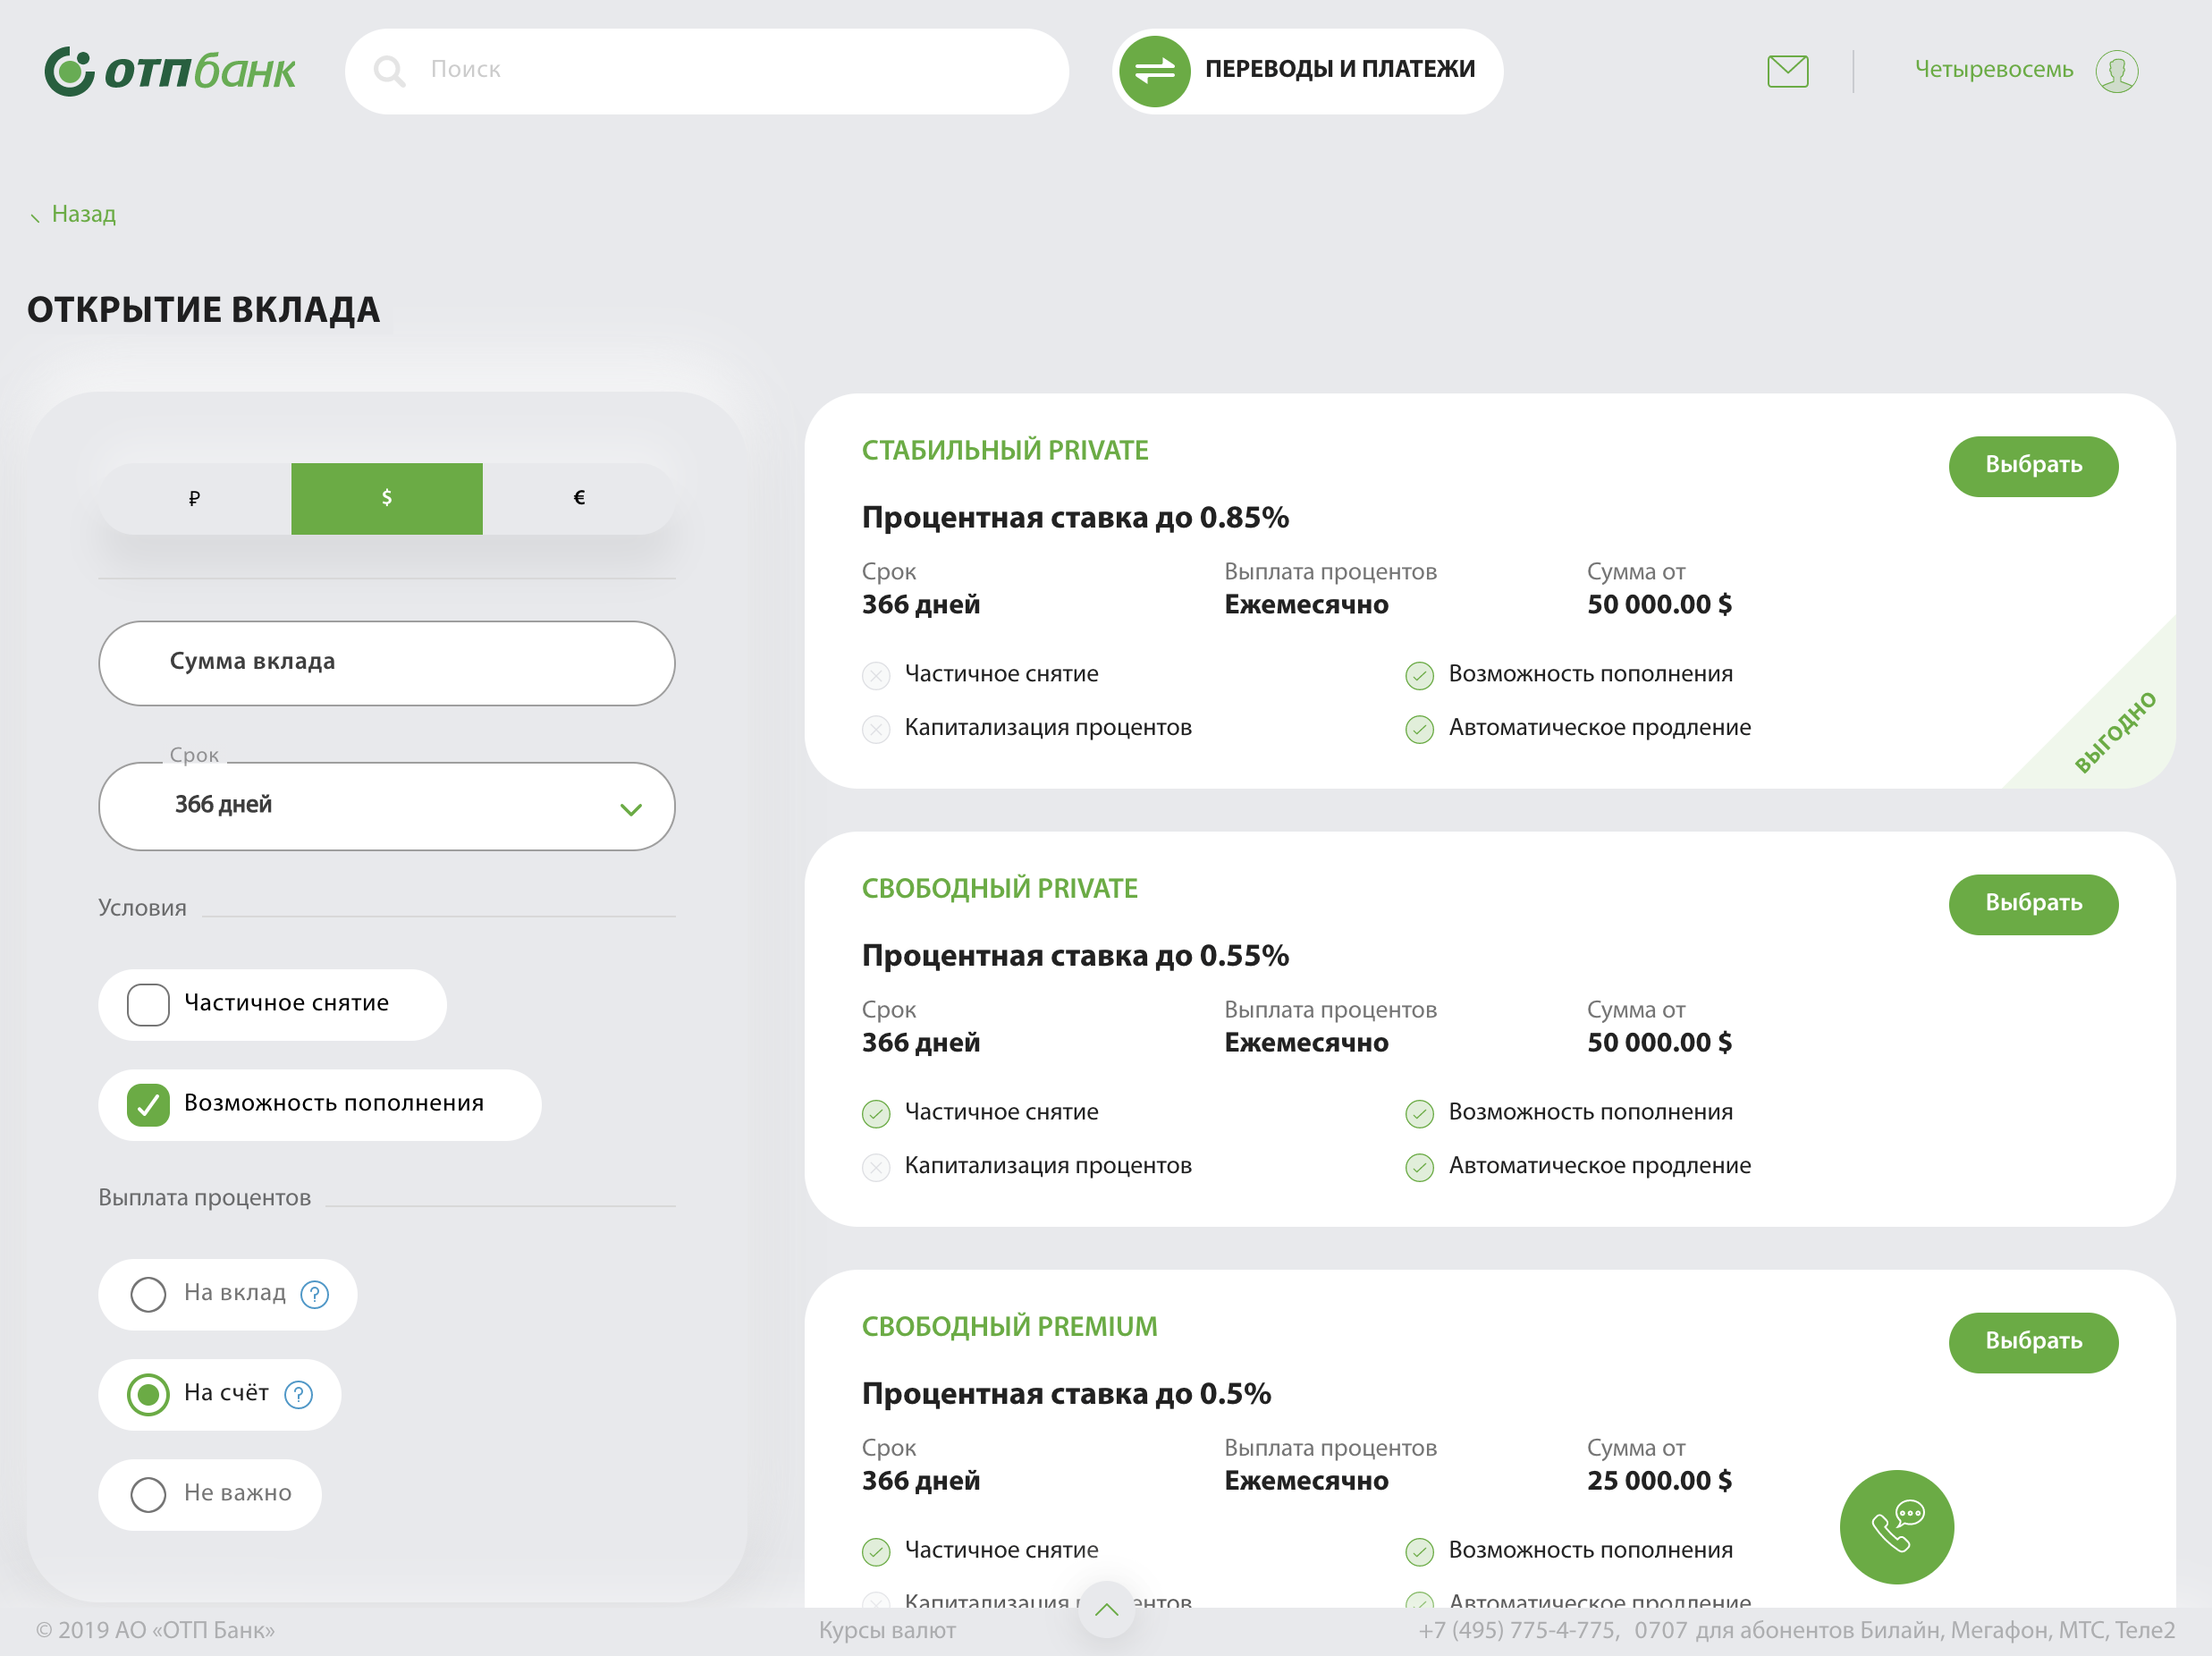 отпбанк
Поиск
ПЕРЕВОДЫ И ПЛАТЕЖИ
Четыревосемь
Назад
ОТКРЫТИЕ ВКЛАДА
₽ $ €
Сумма вклада
Срок
366 дней
Условия
Частичное снятие
Возможность пополнения
Выплата процентов
На вклад ?
На счёт ?
Не важно
СТАБИЛЬНЫЙ PRIVATE
Выбрать
Процентная ставка до 0.85%
Срок Выплата процентов Сумма от
366 дней Ежемесячно 50 000.00 $
Частичное снятие Возможность пополнения
Капитализация процентов Автоматическое продление
ВЫГОДНО
СВОБОДНЫЙ PRIVATE
Выбрать
Процентная ставка до 0.55%
Срок Выплата процентов Сумма от
366 дней Ежемесячно 50 000.00 $
Частичное снятие Возможность пополнения
Капитализация процентов Автоматическое продление
СВОБОДНЫЙ PREMIUM
Выбрать
Процентная ставка до 0.5%
Срок Выплата процентов Сумма от
366 дней Ежемесячно 25 000.00 $
Частичное снятие Возможность пополнения
Капитализация процентов Автоматическое продление
© 2019 АО «ОТП Банк» Курсы валют +7 (495) 775-4-775, 0707 для абонентов Билайн, Мегафон, МТС, Теле2